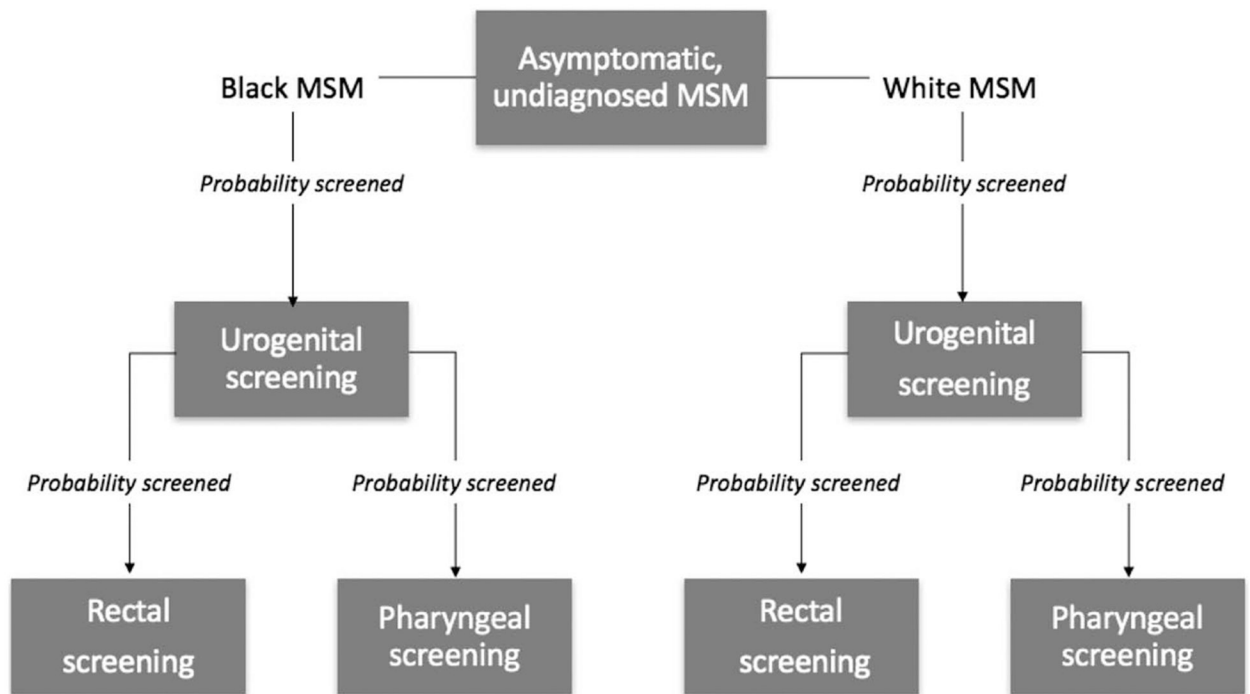 Asymptomatic,
undiagnosed MSM
Black MSM
White MSM
Probability screened
Probability screened
Urogenital
screening
Urogenital
screening
Probability screened
Probability screened
Probability screened
Probability screened
Rectal
screening
Pharyngeal
screening
Rectal
screening
Pharyngeal
screening